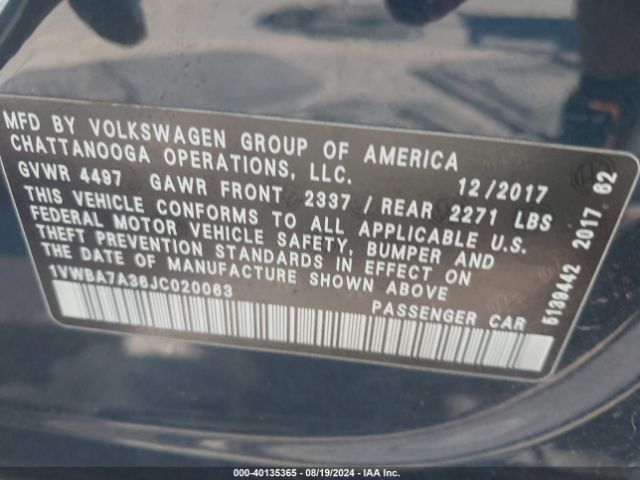 MFD BY VOLKSWAGEN GROUP OF AMERICA
CHATTANOOGA OPERATIONS, LLC.
GVWR 4497 GAWR FRONT 2337 / REAR 2271 LBS
12/2017
THIS VEHICLE CONFORMS TO ALL APPLICABLE U.S.
FEDERAL MOTOR VEHICLE SAFETY, BUMPER AND
THEFT PREVENTION STANDARDS IN EFFECT ON
THE DATE OF MANUFACTURE SHOWN ABOVE
1VWBA7A36JC020063
PASSENGER CAR
5139442 2017 62
000-40135365 - 08/19/2024 - IAA Inc.